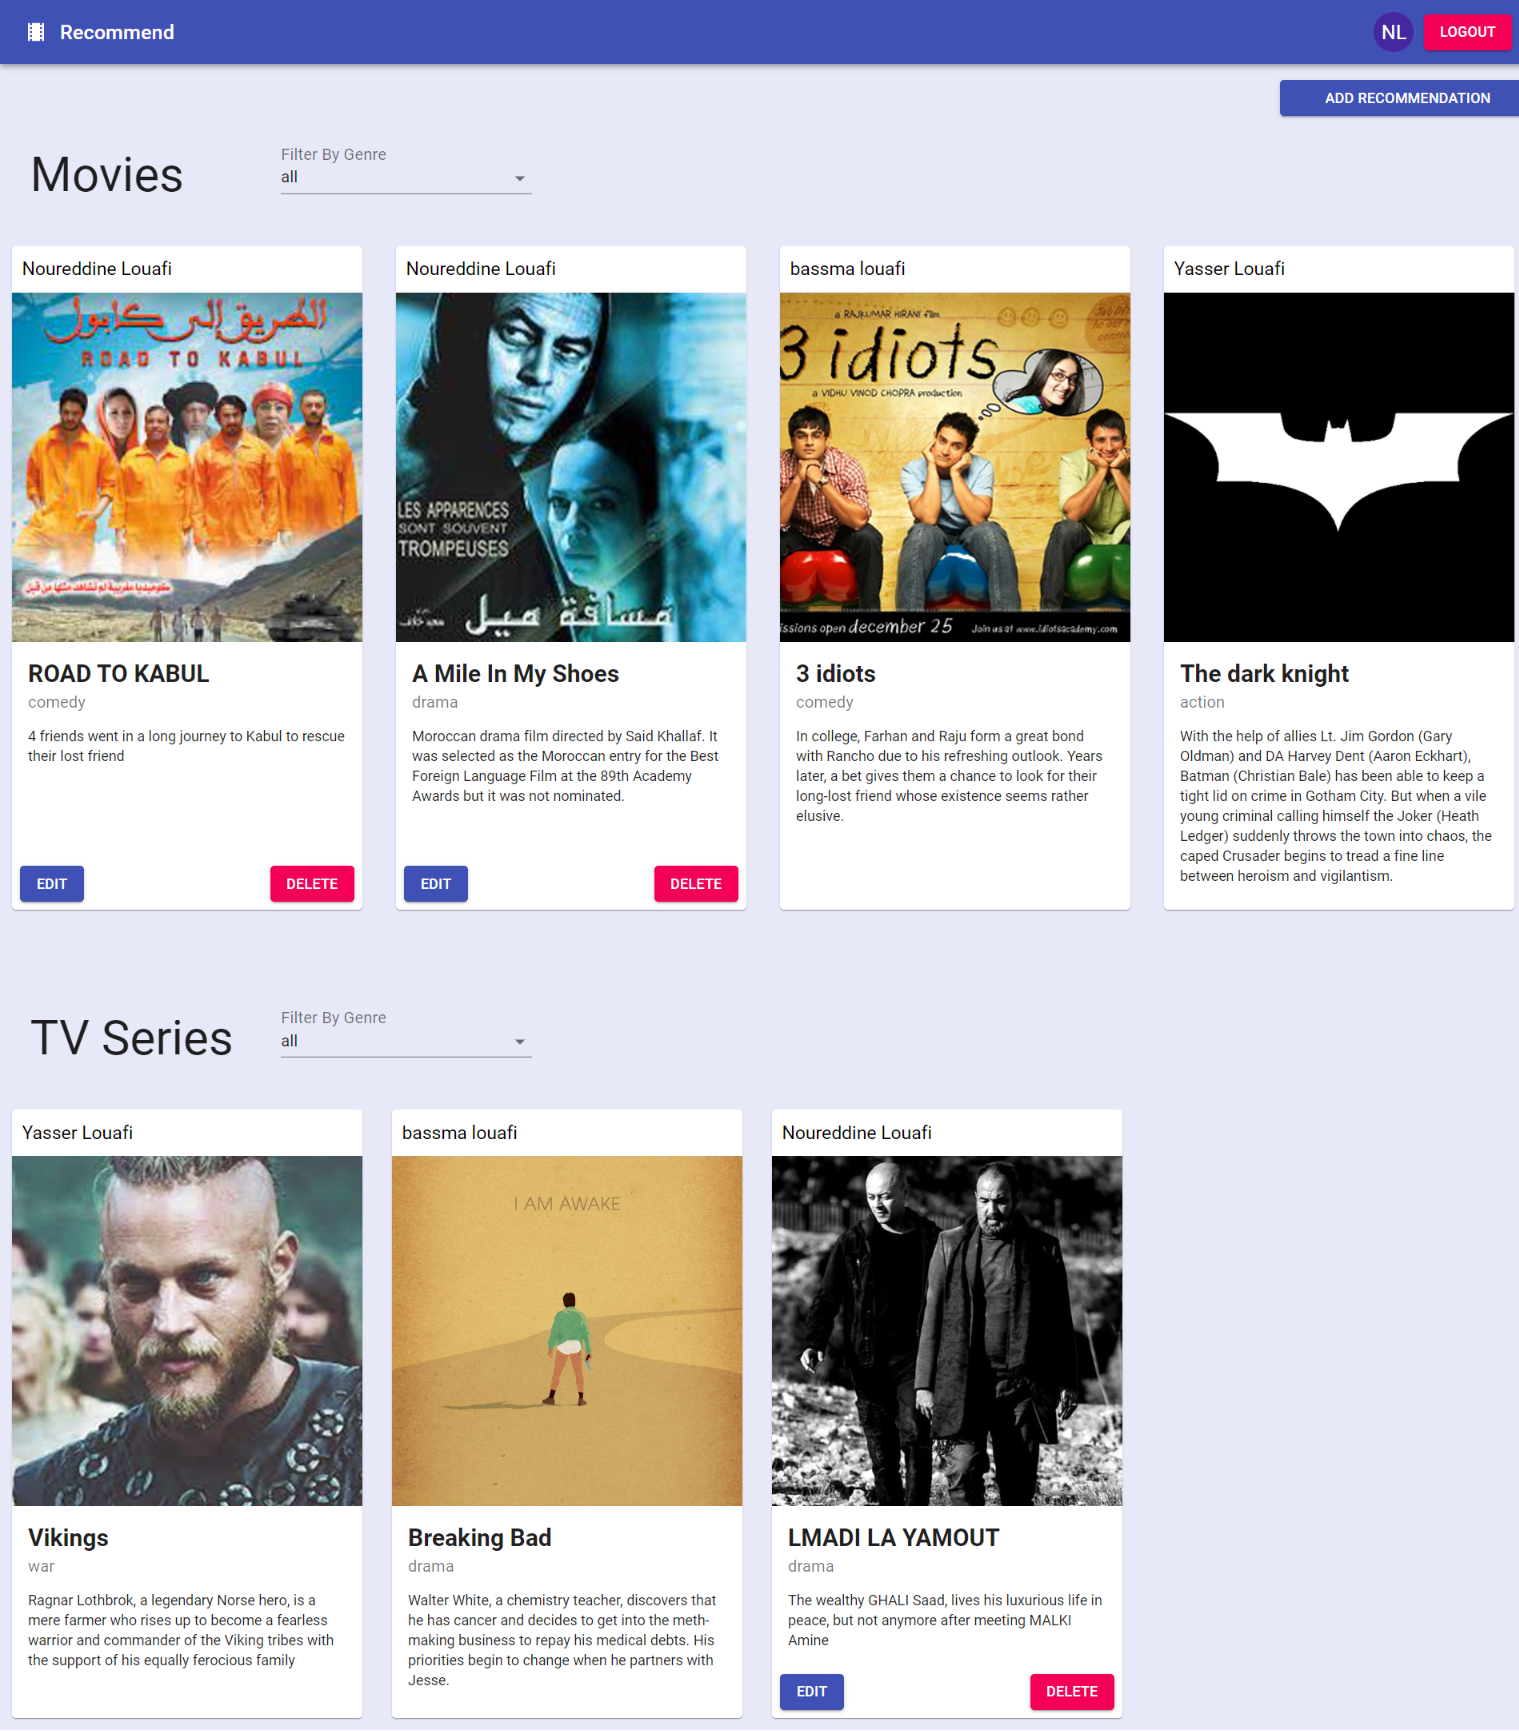 Recommend
NL
LOGOUT
ADD RECOMMENDATION
Movies
Filter By Genre
all
Noureddine Louafi
الطريق إلى كابول
ROAD TO KABUL
كوميديا مغربية لم تشاهد مثلها من قبل
ROAD TO KABUL
comedy
4 friends went in a long journey to Kabul to rescue
their lost friend
EDIT
DELETE
Noureddine Louafi
LES APPARENCES
SONT SOUVENT
TROMPEUSES
مسافة ميل
A Mile In My Shoes
drama
Moroccan drama film directed by Said Khallaf. It
was selected as the Moroccan entry for the Best
Foreign Language Film at the 89th Academy
Awards but it was not nominated.
EDIT
DELETE
bassma louafi
a RAJKUMAR HIRANI film
3 idiots
a VIDHU VINOD CHOPRA production
issions open december 25
Join us at www.idiotsacademy.com
3 idiots
comedy
In college, Farhan and Raju form a great bond
with Rancho due to his refreshing outlook. Years
later, a bet gives them a chance to look for their
long-lost friend whose existence seems rather
elusive.
Yasser Louafi
The dark knight
action
With the help of allies Lt. Jim Gordon (Gary
Oldman) and DA Harvey Dent (Aaron Eckhart),
Batman (Christian Bale) has been able to keep a
tight lid on crime in Gotham City. But when a vile
young criminal calling himself the Joker (Heath
Ledger) suddenly throws the town into chaos, the
caped Crusader begins to tread a fine line
between heroism and vigilantism.
TV Series
Filter By Genre
all
Yasser Louafi
Vikings
war
Ragnar Lothbrok, a legendary Norse hero, is a
mere farmer who rises up to become a fearless
warrior and commander of the Viking tribes with
the support of his equally ferocious family
bassma louafi
I AM AWAKE
Breaking Bad
drama
Walter White, a chemistry teacher, discovers that
he has cancer and decides to get into the meth-
making business to repay his medical debts. His
priorities begin to change when he partners with
Jesse.
Noureddine Louafi
LMADI LA YAMOUT
drama
The wealthy GHALI Saad, lives his luxurious life in
peace, but not anymore after meeting MALKI
Amine
EDIT
DELETE